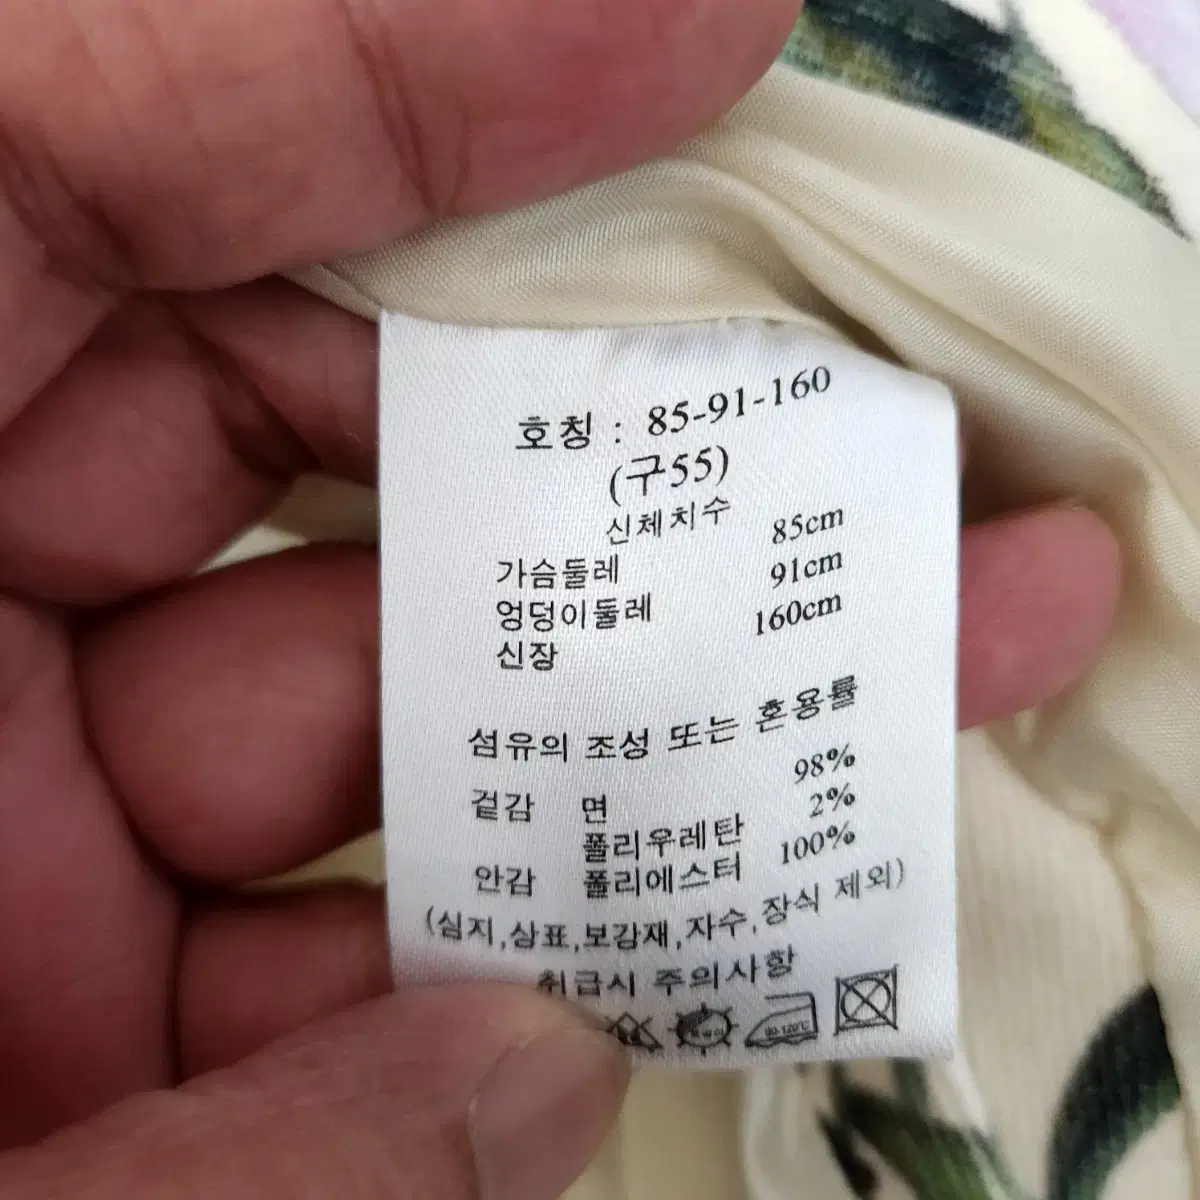 호칭 : 85-91-160
(구55)
신체치수
가슴둘레 85cm
엉덩이둘레 91cm
신장 160cm
섬유의 조성 또는 혼용률
겉감 면 98%
폴리우레탄 2%
안감 폴리에스터 100%
(심지,상표,보강재,자수,장식 제외)
취급시 주의사항
80-120℃